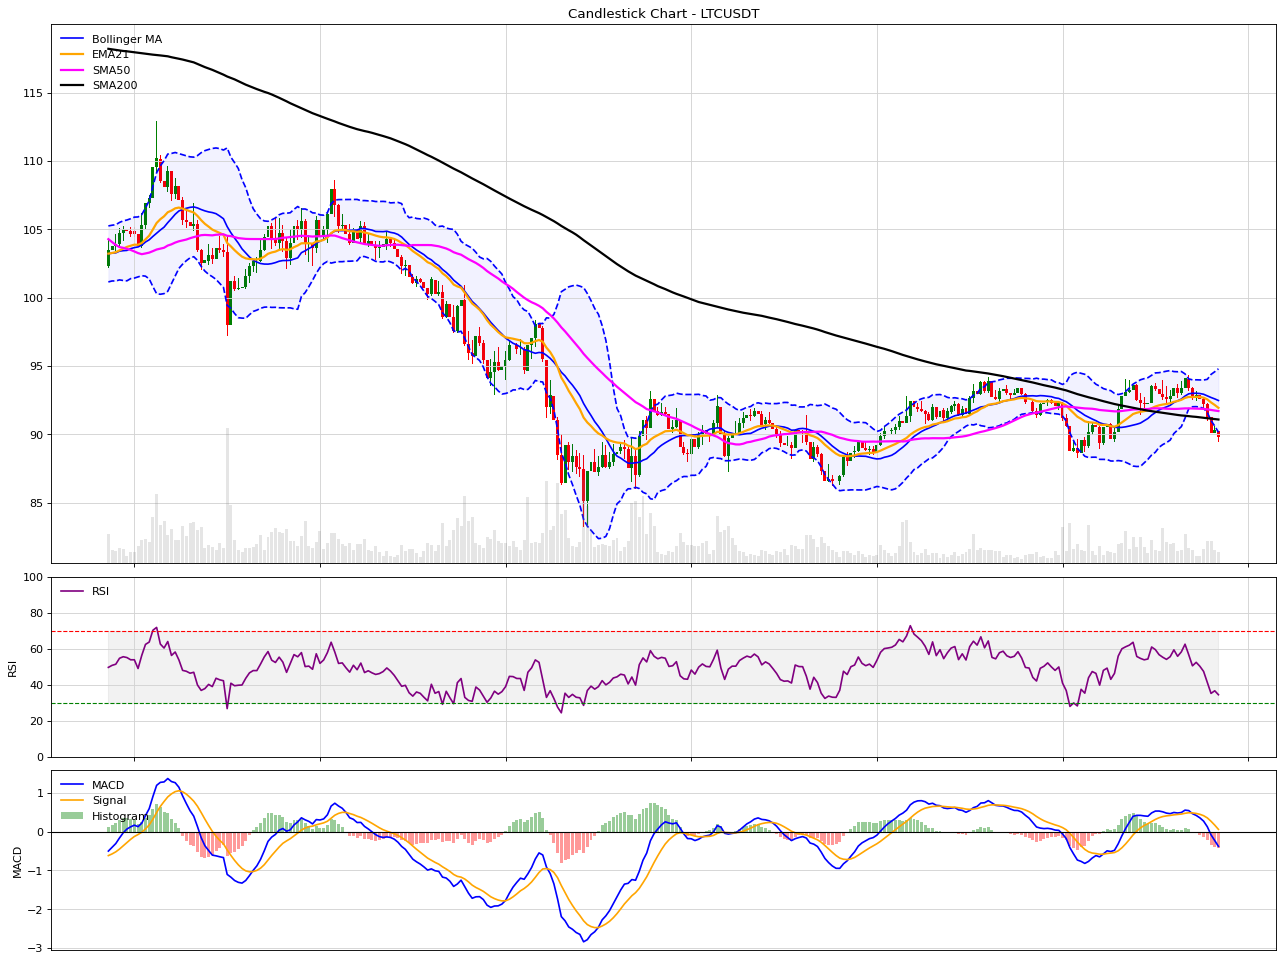 Candlestick Chart - LTCUSDT
Bollinger MA
EMA21
SMA50
SMA200
115
110
105
100
95
90
85
RSI
100
80
60
40
20
0
RSI
MACD
Signal
Histogram
1
0
−1
−2
−3
MACD